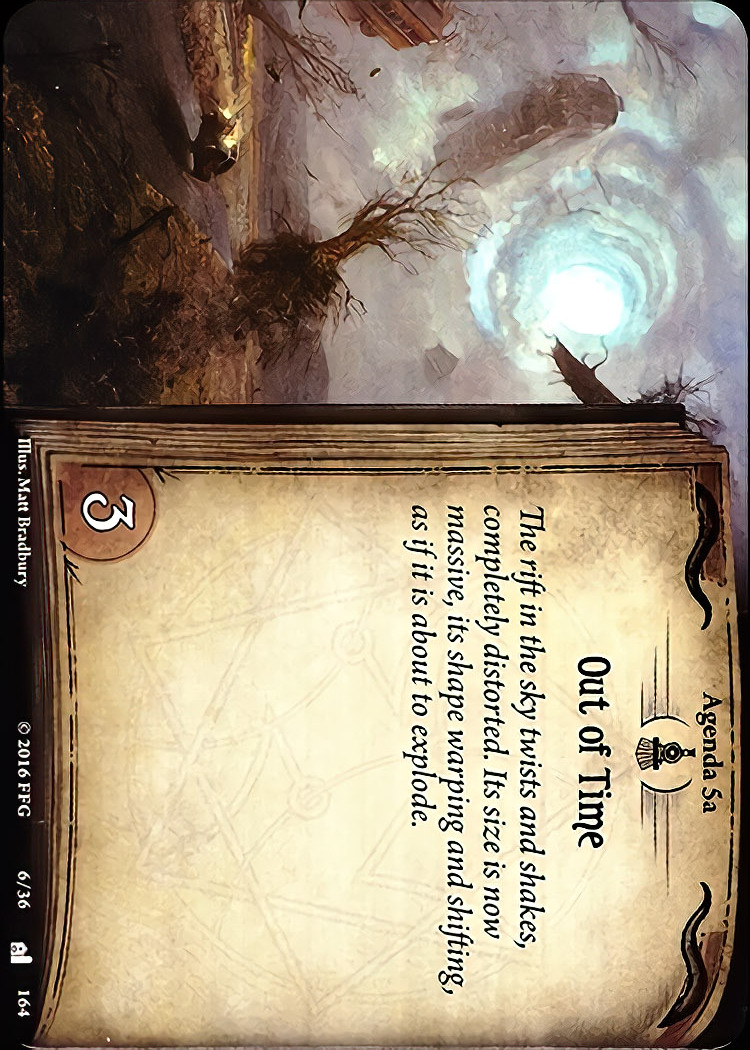 Agenda 5a
Out of Time
The rift in the sky twists and shakes,
completely distorted. Its size is now
massive, its shape warping and shifting,
as if it is about to explode.
3
Illus. Matt Bradbury
© 2016 FFG
6/36
164